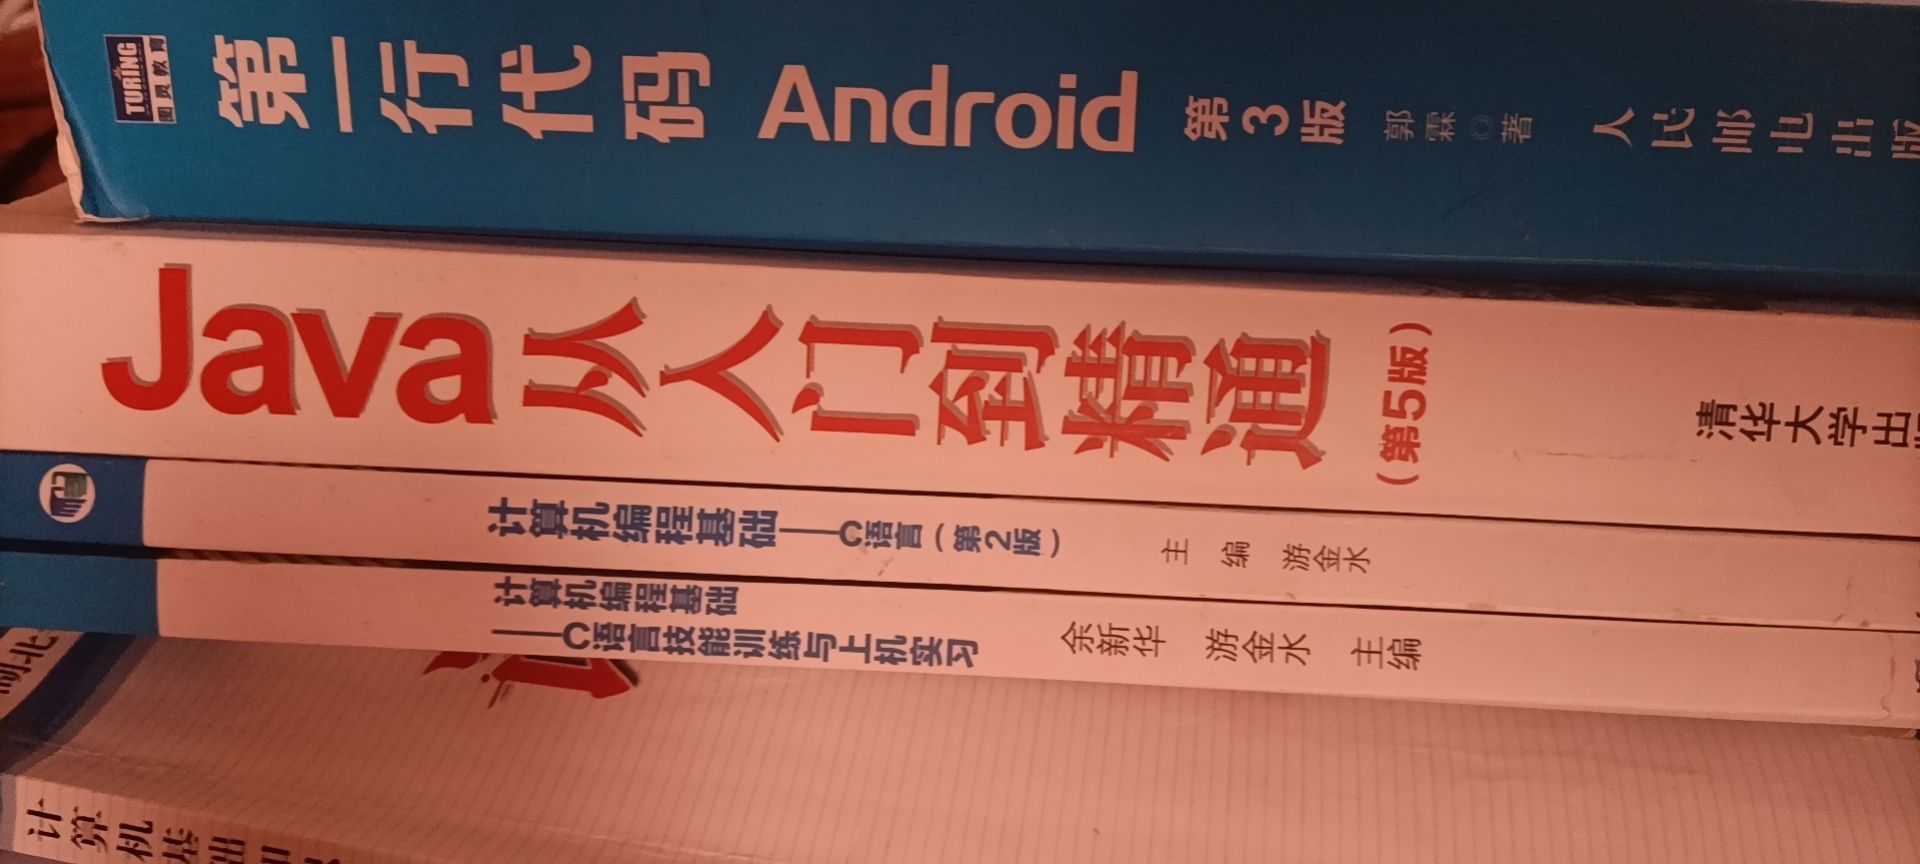 TURING
图灵教育
第一行代码 Android 第3版 郭霖◎著 人民邮电出版
Java从入门到精通 (第5版) 清华大学出版
计算机编程基础——C语言(第2版) 主 编 游金水
计算机编程基础
——C语言技能训练与上机实习 余新华 游金水 主编
湖北
计算机基础